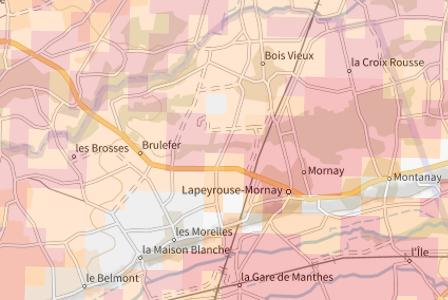 Bois Vieux
la Croix Rousse
Brulefer
les Brosses
Mornay
Montanay
Lapeyrouse-Mornay
les Morelles
la Maison Blanche
l'Île
le Belmont
la Gare de Manthes